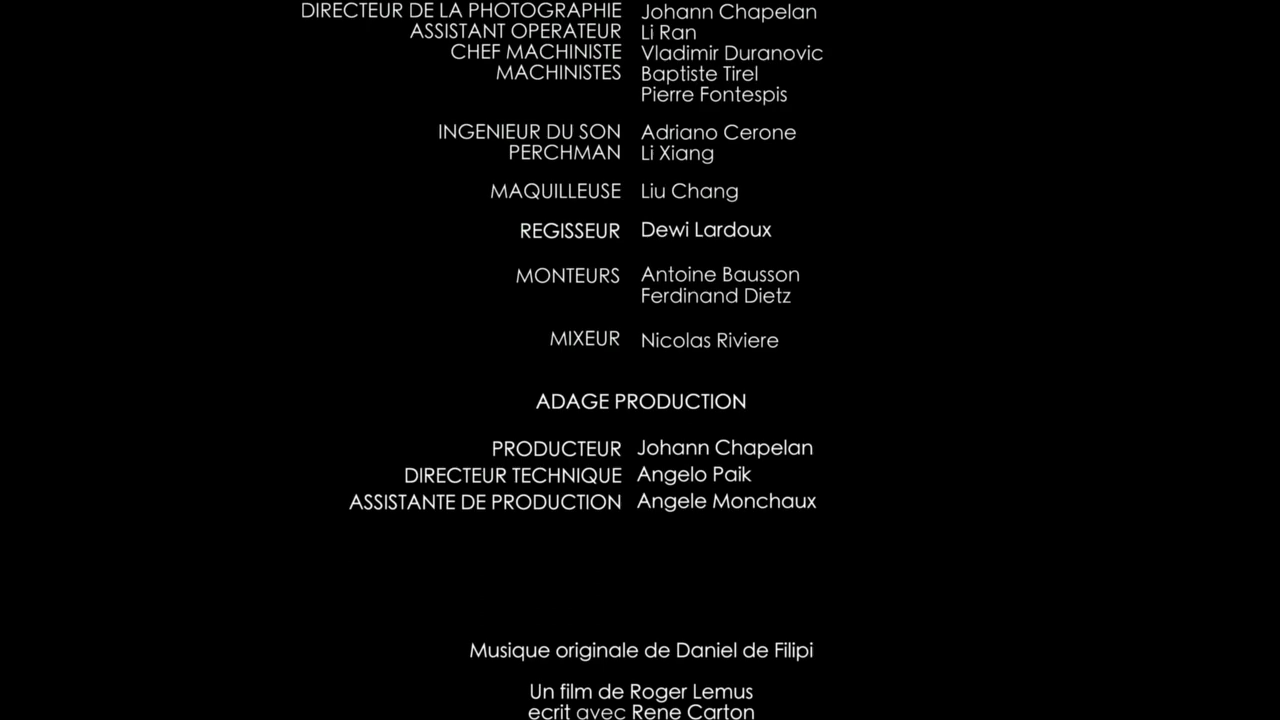 DIRECTEUR DE LA PHOTOGRAPHIE Johann Chapelan
ASSISTANT OPERATEUR Li Ran
CHEF MACHINISTE Vladimir Duranovic
MACHINISTES Baptiste Tirel
Pierre Fontespis
INGENIEUR DU SON Adriano Cerone
PERCHMAN Li Xiang
MAQUILLEUSE Liu Chang
REGISSEUR Dewi Lardoux
MONTEURS Antoine Bausson
Ferdinand Dietz
MIXEUR Nicolas Riviere
ADAGE PRODUCTION
PRODUCTEUR Johann Chapelan
DIRECTEUR TECHNIQUE Angelo Paik
ASSISTANTE DE PRODUCTION Angele Monchaux
Musique originale de Daniel de Filipi
Un film de Roger Lemus
ecrit avec Rene Carton